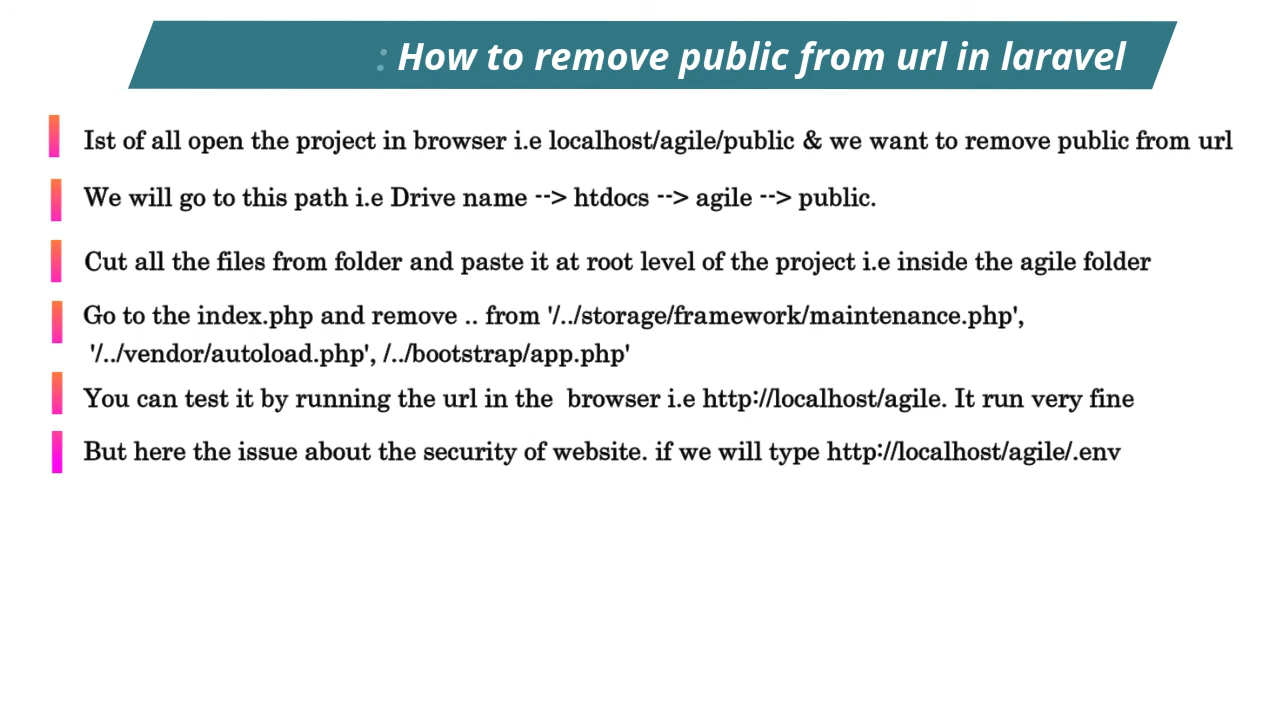 : How to remove public from url in laravel
Ist of all open the project in browser i.e localhost/agile/public & we want to remove public from url
We will go to this path i.e Drive name --> htdocs --> agile --> public.
Cut all the files from folder and paste it at root level of the project i.e inside the agile folder
Go to the index.php and remove .. from '/../storage/framework/maintenance.php',
'/../vendor/autoload.php', /../bootstrap/app.php'
You can test it by running the url in the  browser i.e http://localhost/agile. It run very fine
But here the issue about the security of website. if we will type http://localhost/agile/.env